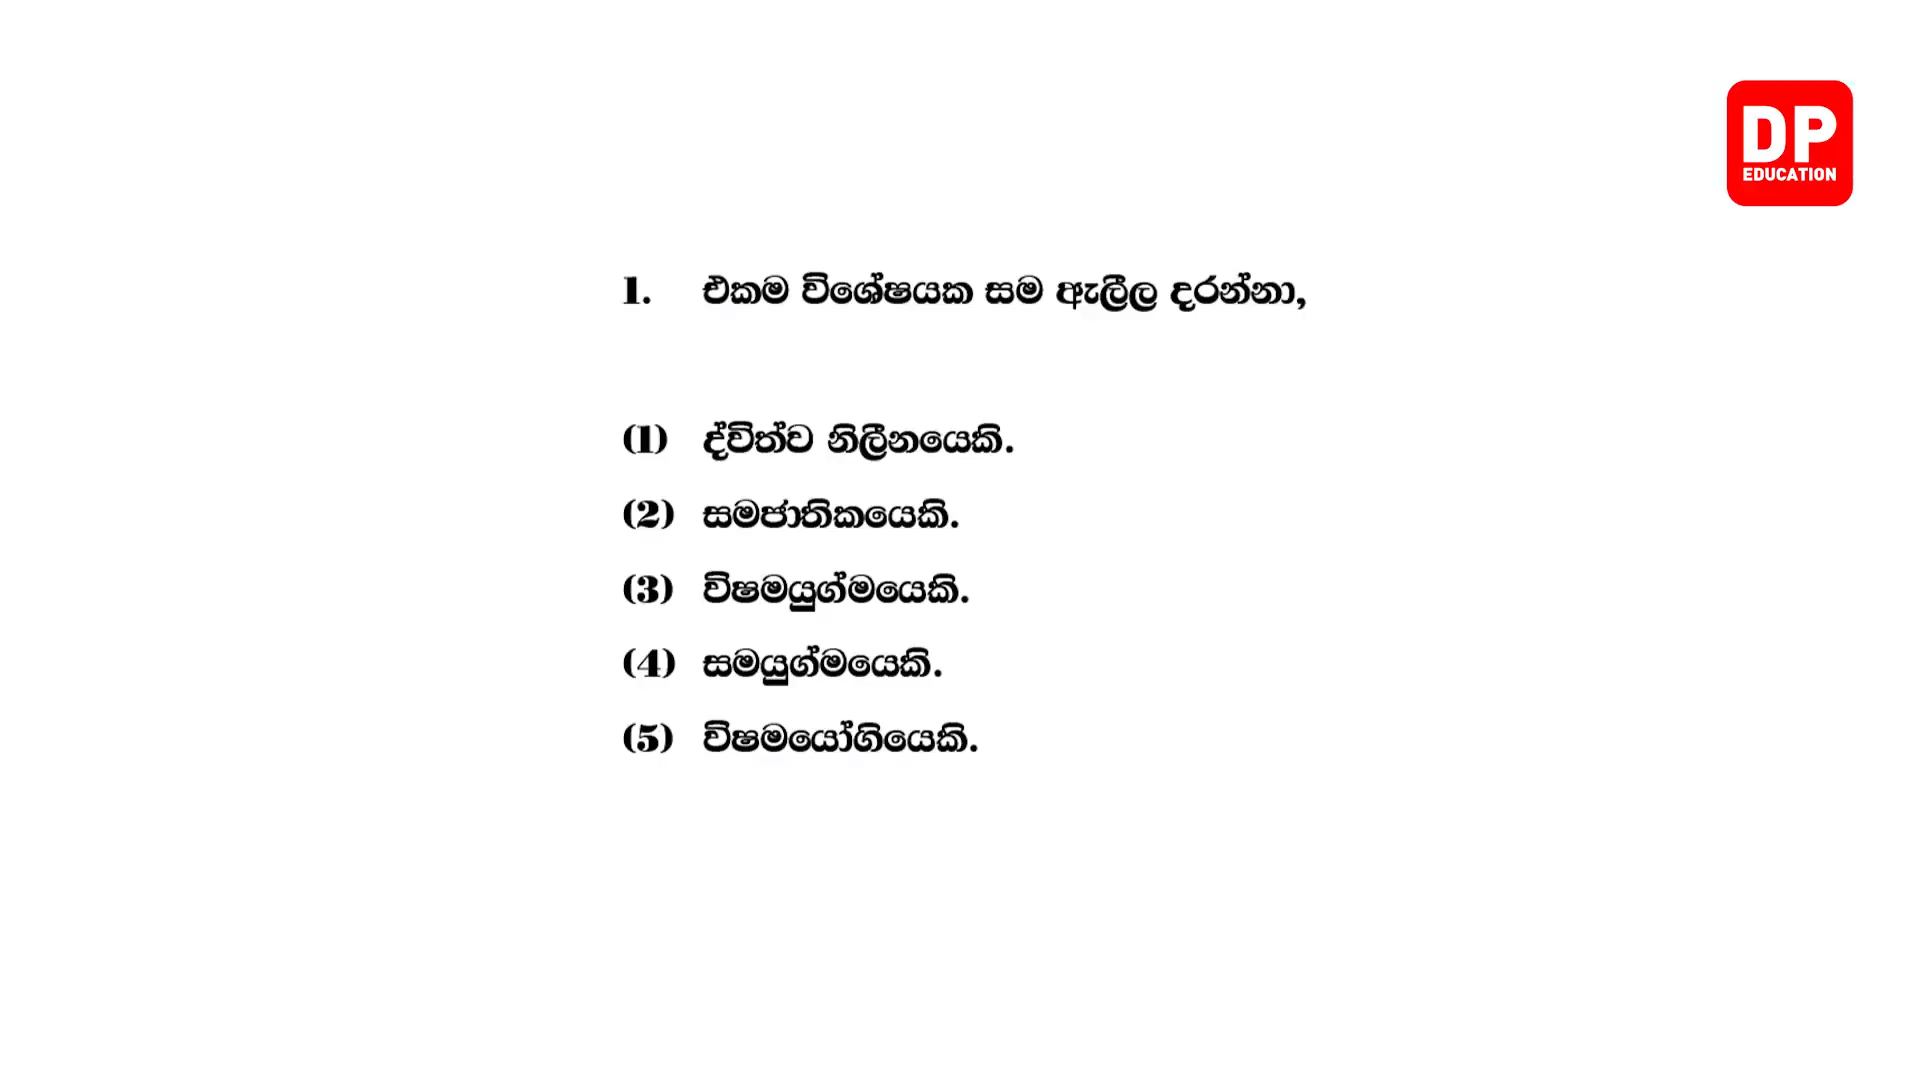 DP
EDUCATION
1. එකම විශේෂයක සම ඇලීල දරන්නා,
(1) ද්විත්ව නිලීනයෙකි.
(2) සමජාතිකයෙකි.
(3) විෂමයුග්මයෙකි.
(4) සමයුග්මයෙකි.
(5) විෂමයෝගියෙකි.